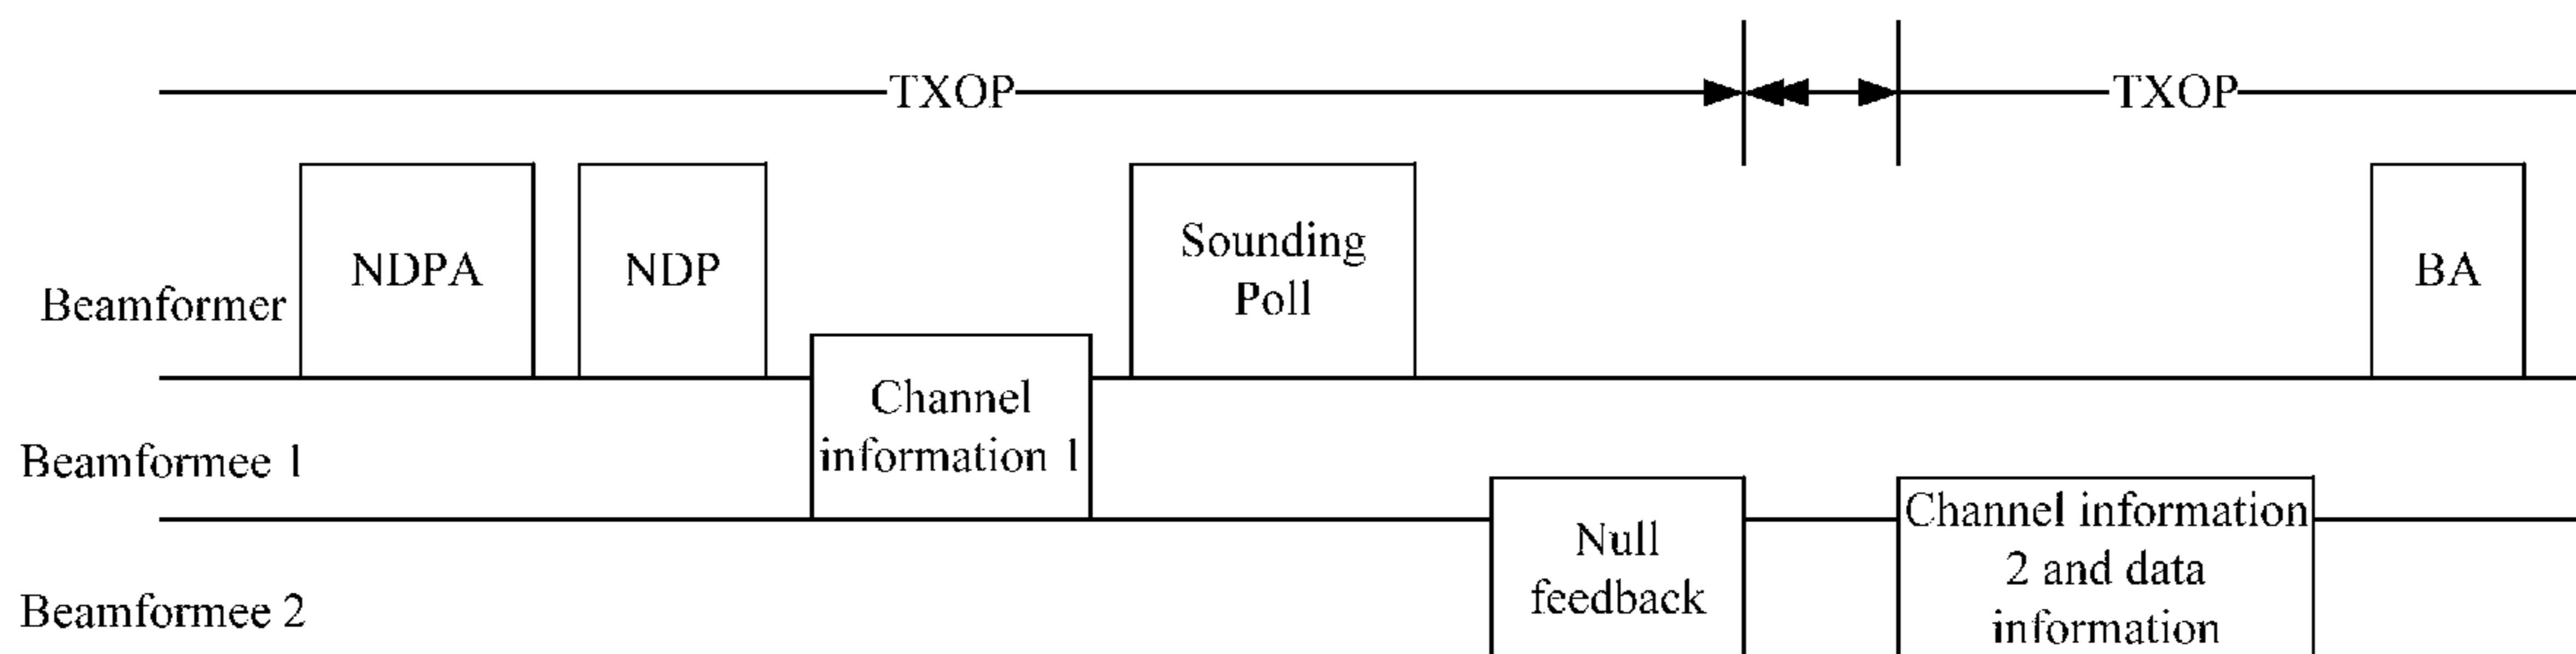 TXOP
TXOP
NDPA
NDP
Sounding
Poll
BA
Beamformer
Channel
information 1
Beamformee 1
Null
feedback
Channel information
2 and data
information
Beamformee 2